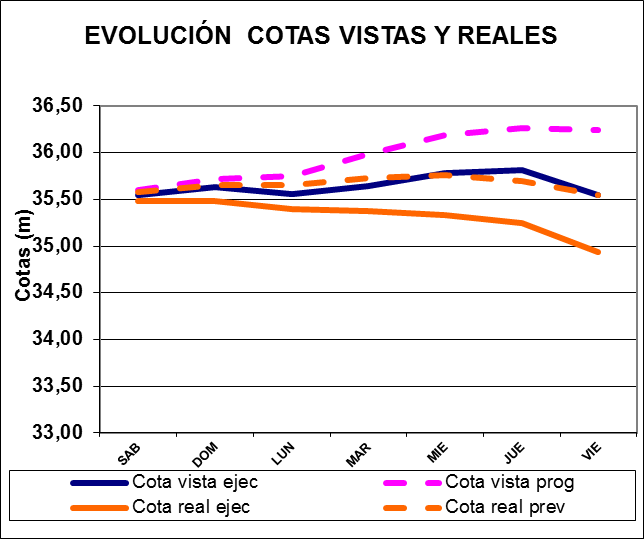 EVOLUCIÓN COTAS VISTAS Y REALES
Cotas (m)
36,50
36,00
35,50
35,00
34,50
34,00
33,50
33,00
SAB DOM LUN MAR MIE JUE VIE
Cota vista ejec Cota vista prog
Cota real ejec Cota real prev